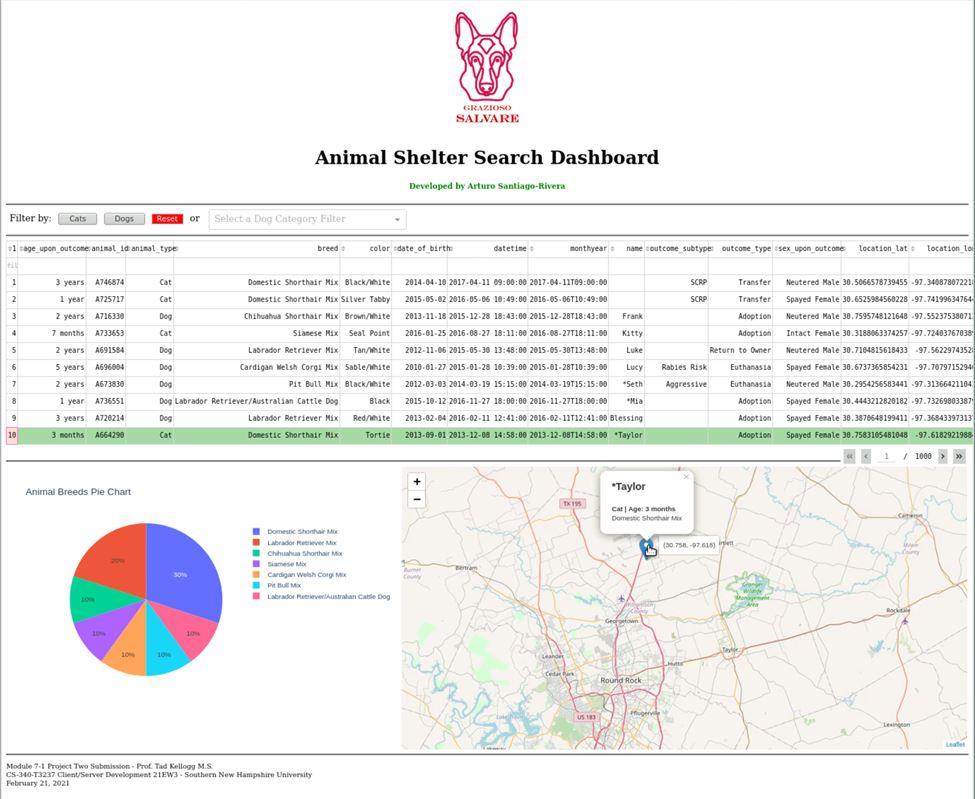 GRAZIOSO
SALVARE
Animal Shelter Search Dashboard
Developed by Arturo Santiago-Rivera
Filter by: Cats Dogs Reset or Select a Dog Category Filter
1 age_upon_outcome animal_id animal_type breed color date_of_birth datetime monthyear name outcome_subtype outcome_type sex_upon_outcome location_lat
fil
1 3 years A746874 Cat Domestic Shorthair Mix Black/White 2014-04-10 2017-04-11 09:00:00 2017-04-11T09:00:00 SCRP Transfer Neutered Male 30.5066578739455 -97.34087807221
2 1 year A725717 Cat Domestic Shorthair Mix Silver Tabby 2015-05-02 2016-05-06 10:49:00 2016-05-06T10:49:00 SCRP Transfer Spayed Female 30.6525984560228 -97.74199634764
3 2 years A716330 Dog Chihuahua Shorthair Mix Brown/White 2013-11-18 2015-12-28 18:43:00 2015-12-28T18:43:00 Frank Adoption Neutered Male 30.7595748121648 -97.55237538071
4 7 months A733653 Cat Siamese Mix Seal Point 2016-01-25 2016-08-27 18:11:00 2016-08-27T18:11:00 Kitty Adoption Intact Female 30.3188063374257 -97.72403767038
5 2 years A691584 Dog Labrador Retriever Mix Tan/White 2012-11-06 2015-05-30 13:48:00 2015-05-30T13:48:00 Luke Return to Owner Neutered Male 30.7104815618433 -97.5622974352
6 5 years A696004 Dog Cardigan Welsh Corgi Mix Sable/White 2010-01-27 2015-01-28 10:39:00 2015-01-28T10:39:00 Lucy Rabies Risk Euthanasia Spayed Female 30.6737365854231 -97.7079715294
7 2 years A673830 Dog Pit Bull Mix Black/White 2012-03-03 2014-03-19 15:15:00 2014-03-19T15:15:00 *Seth Aggressive Euthanasia Neutered Male 30.2954256583441 -97.31366421104
8 1 year A736551 Dog Labrador Retriever/Australian Cattle Dog Black 2015-10-12 2016-11-27 18:00:00 2016-11-27T18:00:00 *Mia Adoption Spayed Female 30.4443212820182 -97.7326980338
9 3 years A720214 Dog Labrador Retriever Mix Red/White 2013-02-04 2016-02-11 12:41:00 2016-02-11T12:41:00 Blessing Adoption Spayed Female 30.3870648199411 -97.36843397313
10 3 months A664290 Cat Domestic Shorthair Mix Tortie 2013-09-01 2013-12-08 14:58:00 2013-12-08T14:58:00 *Taylor Adoption Spayed Female 30.7583105481048 -97.6182921988
« ‹ 1 / 1000 › »
Animal Breeds Pie Chart
30%
20%
10%
10%
10%
10%
10%
Domestic Shorthair Mix
Labrador Retriever Mix
Chihuahua Shorthair Mix
Siamese Mix
Cardigan Welsh Corgi Mix
Pit Bull Mix
Labrador Retriever/Australian Cattle Dog
+
−
*Taylor
×
Cat | Age: 3 months
Domestic Shorthair Mix
(30.758, -97.618)
TX 195
Cameron
Milam
County
Burnet
County
Bertram
Granger
Wildlife
Management
Area
Williamson
County
Georgetown
Rockdale
Leander
Cedar Park
Hutto
Taylor
Round Rock
US 183
Pflugerville
Lexington
Leaflet
Module 7-1 Project Two Submission - Prof. Tad Kellogg M.S.
CS-340-T3237 Client/Server Development 21EW3 - Southern New Hampshire University
February 21, 2021